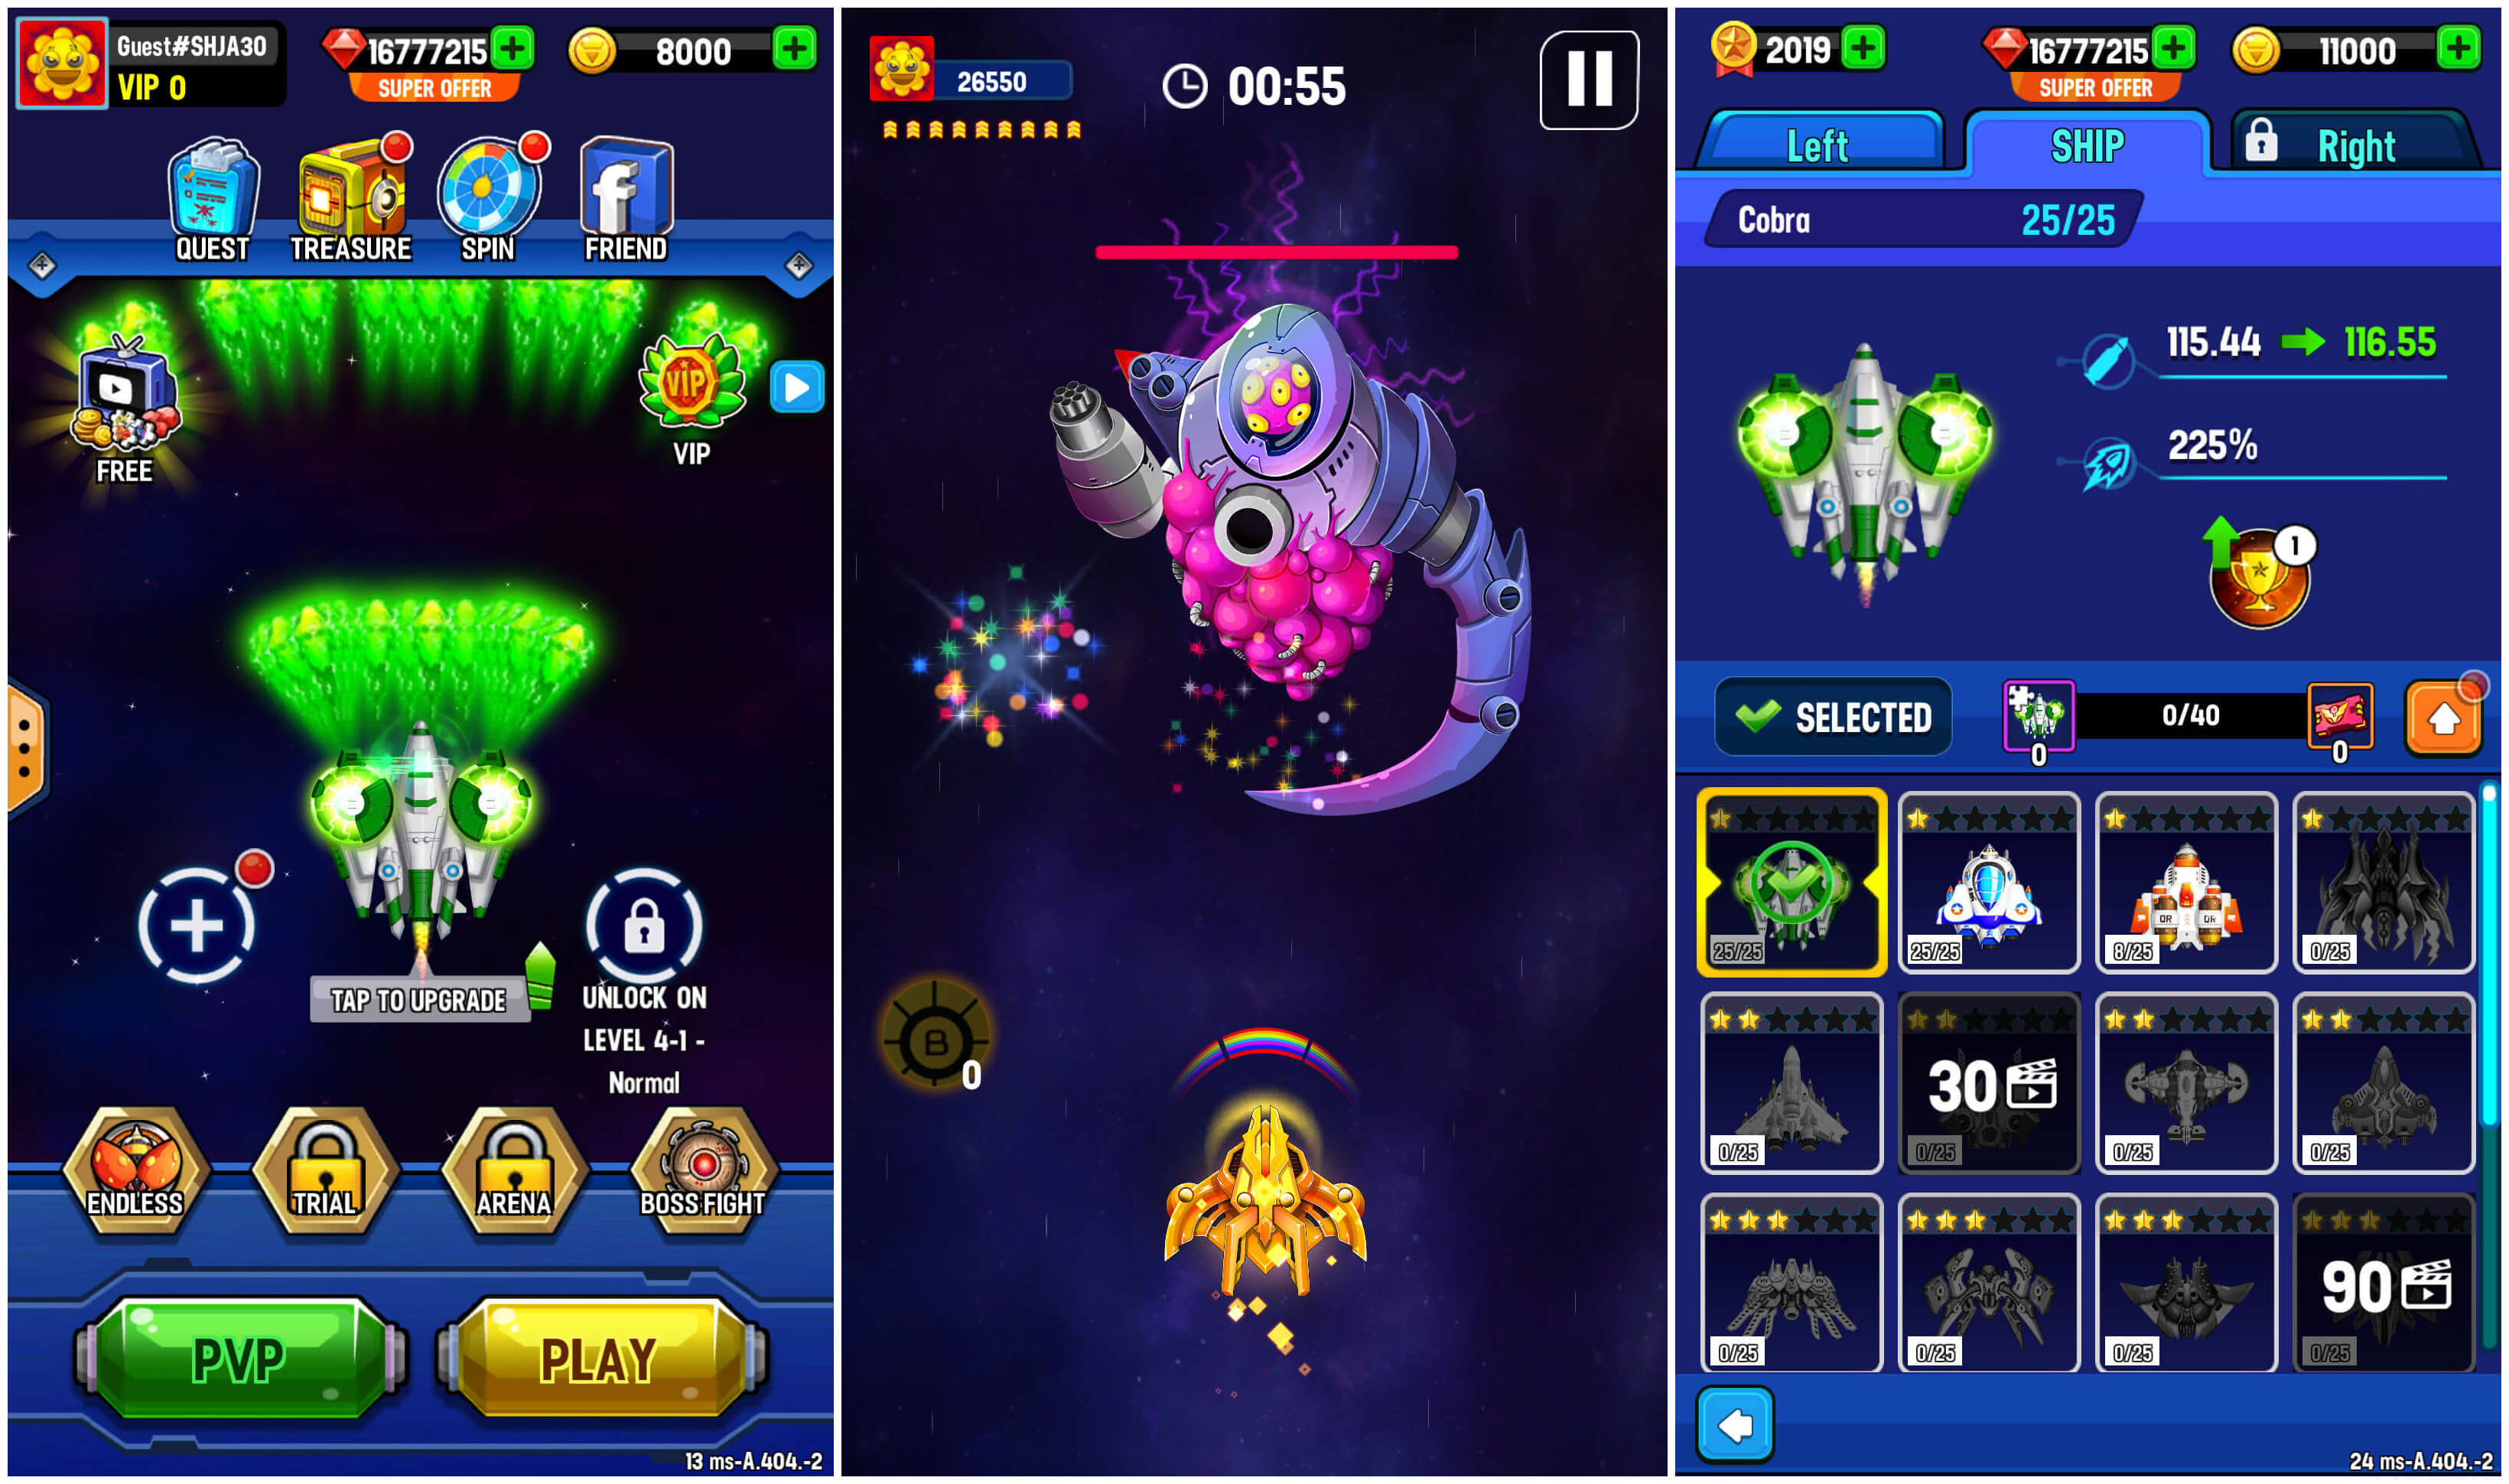 Guest#SHJA30
VIP 0
16777215
SUPER OFFER
8000
QUEST
TREASURE
SPIN
FRIEND
FREE
VIP
VIP
TAP TO UPGRADE
UNLOCK ON
LEVEL 4-1 -
Normal
ENDLESS
TRIAL
ARENA
BOSS FIGHT
PVP
PLAY
13 ms-A.404.-2
26550
00:55
B
0
2019
16777215
SUPER OFFER
11000
Left
SHIP
Right
Cobra
25/25
115.44
116.55
225%
1
SELECTED
0
0/40
0
25/25
25/25
QR
QR
8/25
0/25
0/25
30
0/25
0/25
0/25
0/25
0/25
0/25
90
0/25
24 ms-A.404.-2